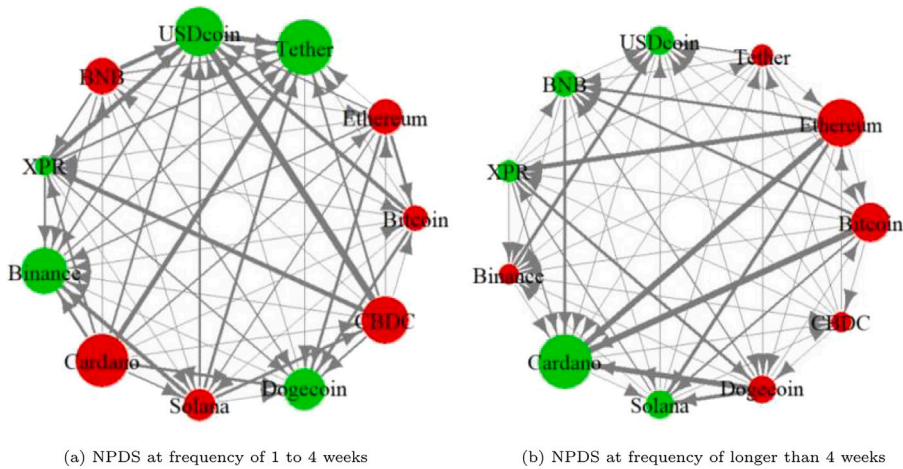 USDcoin
Tether
BNB
Ethereum
XPR
Bitcoin
Binance
CBDC
Cardano
Dogecoin
Solana
(a) NPDS at frequency of 1 to 4 weeks
USDcoin
Tether
BNB
Ethereum
XPR
Bitcoin
Binance
CBDC
Cardano
Dogecoin
Solana
(b) NPDS at frequency of longer than 4 weeks